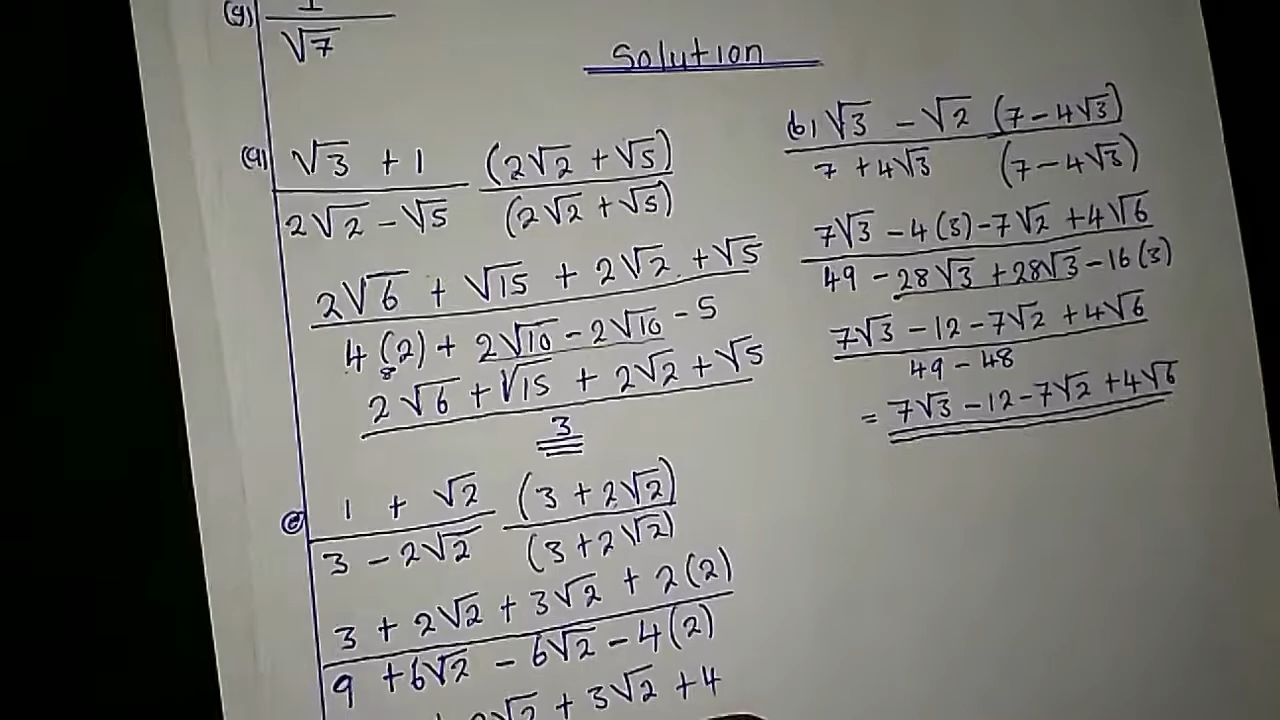 (g) 1
√7
Solution
(a) √3 + 1 (2√2 + √5)
2√2 - √5 (2√2 + √5)
2√6 + √15 + 2√2 + √5
4(2) + 2√10 - 2√10 - 5
8
2√6 + √15 + 2√2 + √5
3
(b) √3 - √2 (7 - 4√3)
7 + 4√3 (7 - 4√3)
7√3 - 4(3) - 7√2 + 4√6
49 - 28√3 + 28√3 - 16(3)
7√3 - 12 - 7√2 + 4√6
49 - 48
= 7√3 - 12 - 7√2 + 4√6
1 + √2 (3 + 2√2)
3 - 2√2 (3 + 2√2)
3 + 2√2 + 3√2 + 2(2)
9 + 6√2 - 6√2 - 4(2)
√2 + 3√2 + 4